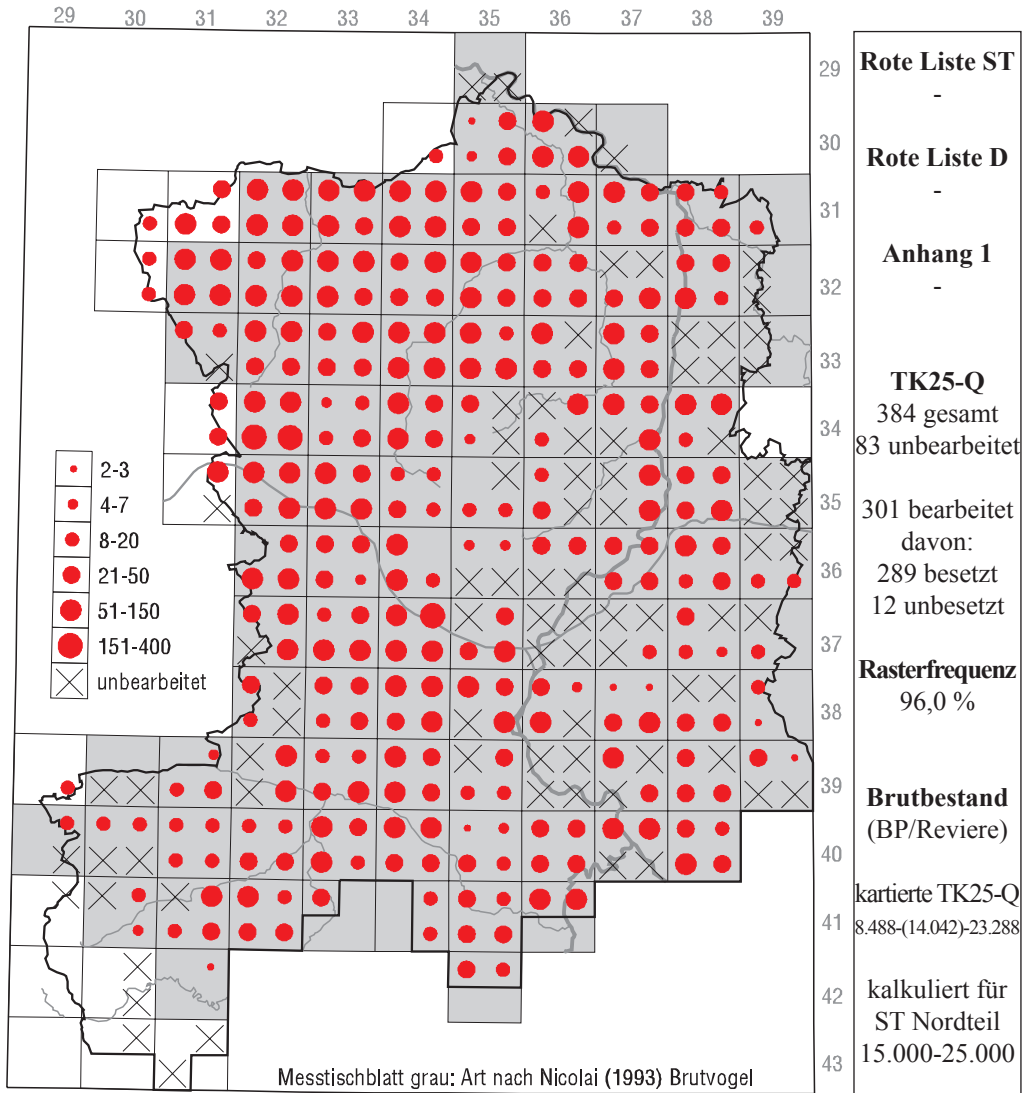 29 30 31 32 33 34 35 36 37 38 39
29
30
31
32
33
34
35
36
37
38
39
40
41
42
43
2-3
4-7
8-20
21-50
51-150
151-400
unbearbeitet
Messtischblatt grau: Art nach Nicolai (1993) Brutvogel
Rote Liste ST
-
Rote Liste D
-
Anhang 1
-
TK25-Q
384 gesamt
83 unbearbeitet
301 bearbeitet
davon:
289 besetzt
12 unbesetzt
Rasterfrequenz
96,0 %
Brutbestand
(BP/Reviere)
kartierte TK25-Q
8.488-(14.042)-23.288
kalkuliert für
ST Nordteil
15.000-25.000